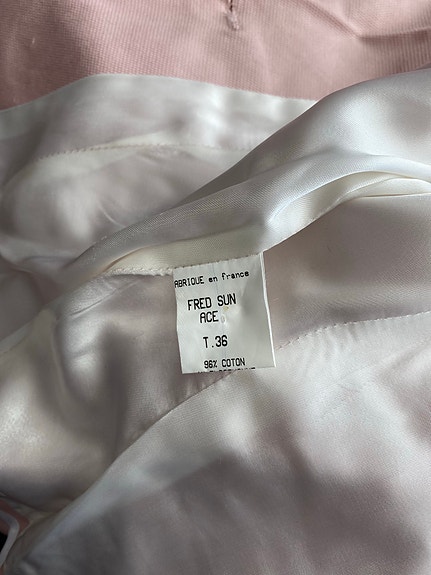 ABRIQUE en france
FRED SUN
ACE
T.36
96% COTON